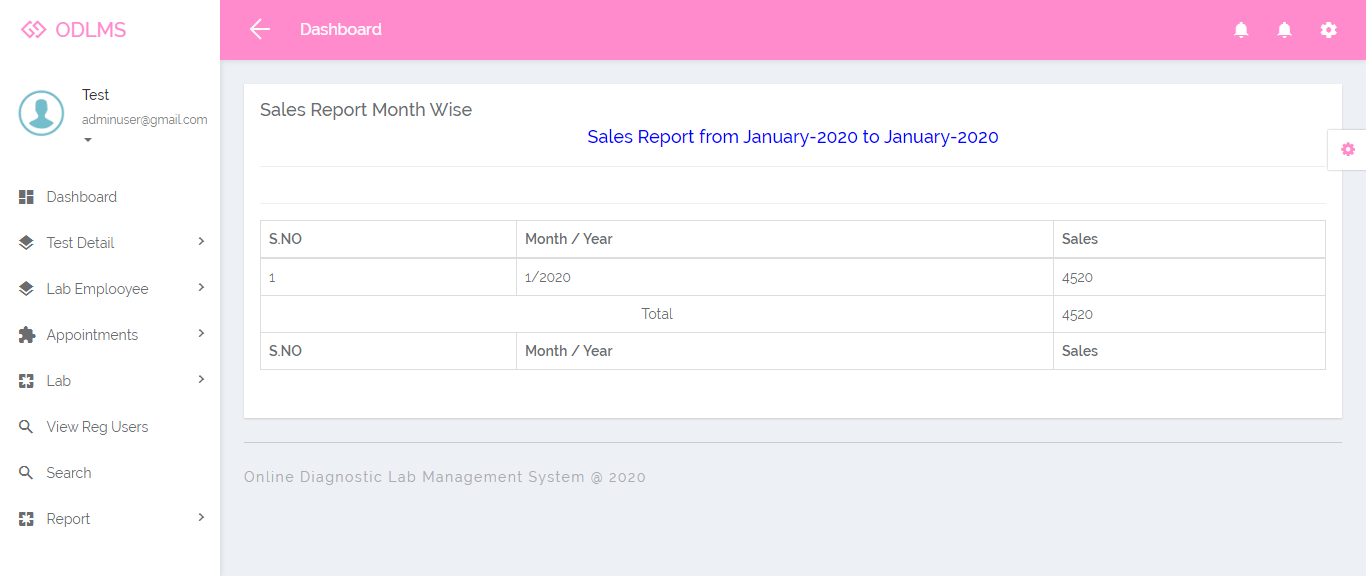 ODLMS
Dashboard
Test
adminuser@gmail.com
Dashboard
Test Detail
Lab Emplooyee
Appointments
Lab
View Reg Users
Search
Report
Sales Report Month Wise
Sales Report from January-2020 to January-2020
S.NO Month / Year Sales
1 1/2020 4520
Total 4520
S.NO Month / Year Sales
Online Diagnostic Lab Management System @ 2020